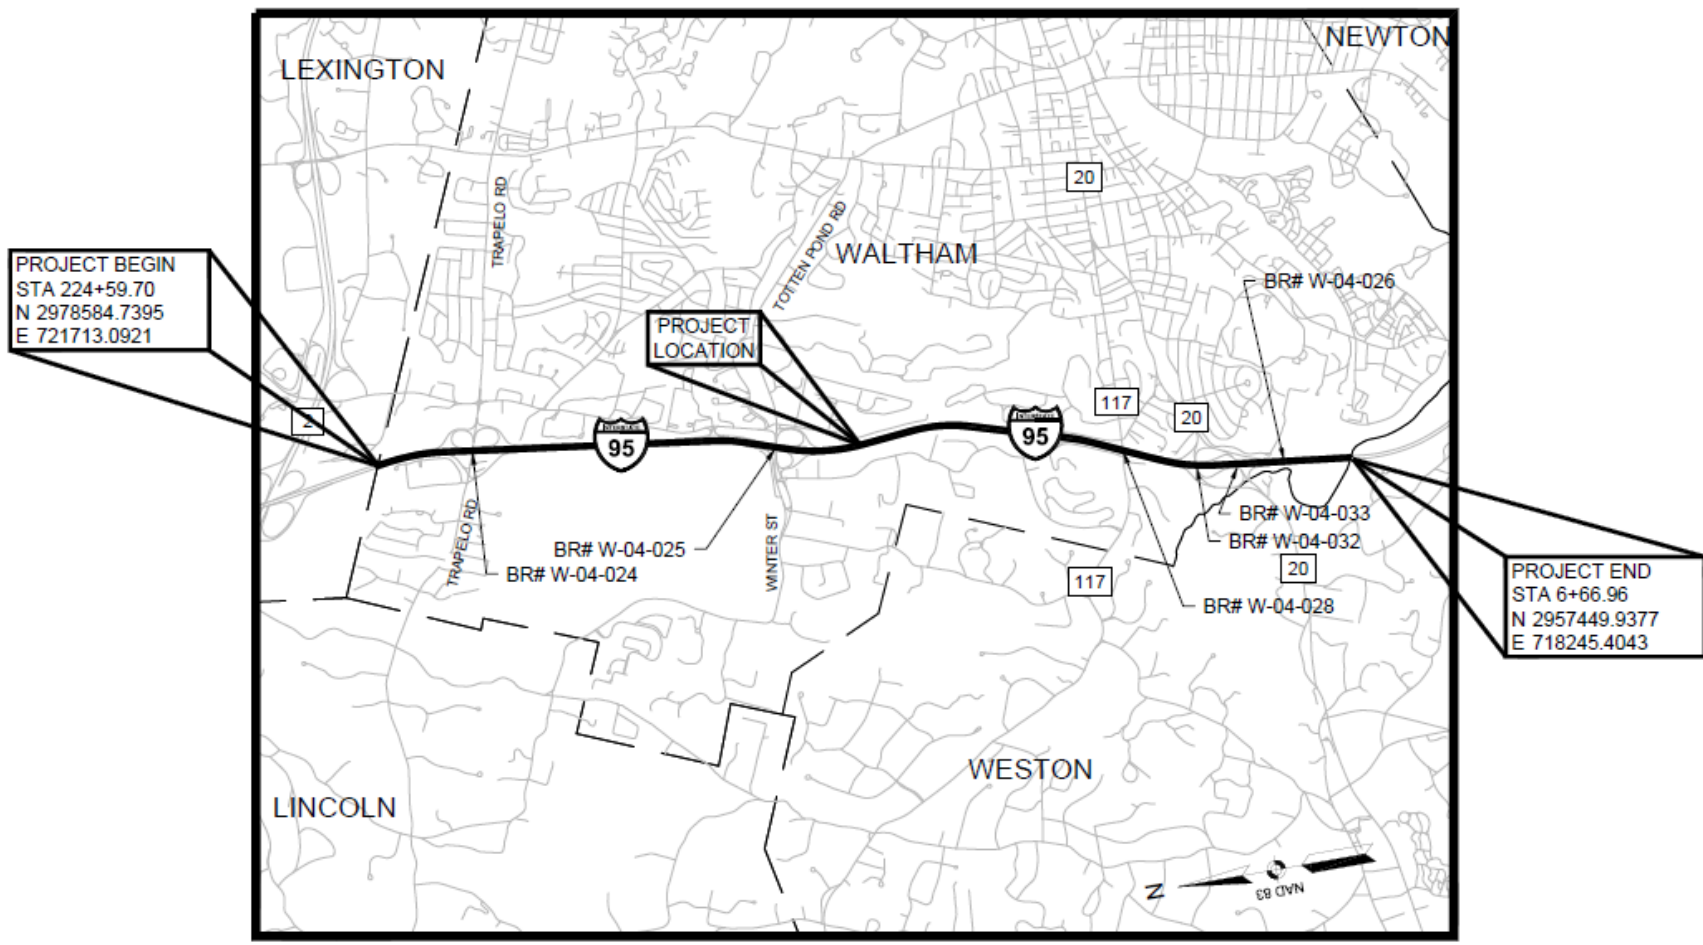 LEXINGTON
NEWTON
TRAPELO RD
20
TOTTEN POND RD
WALTHAM
PROJECT BEGIN
STA 224+59.70
N 2978584.7395
E 721713.0921
BR# W-04-026
PROJECT
LOCATION
2
117
20
INTERSTATE
95
INTERSTATE
95
TRAPELO RD
WINTER ST
BR# W-04-025
BR# W-04-024
BR# W-04-033
BR# W-04-032
20
117
BR# W-04-028
PROJECT END
STA 6+66.96
N 2957449.9377
E 718245.4043
WESTON
LINCOLN
N
NAD 83